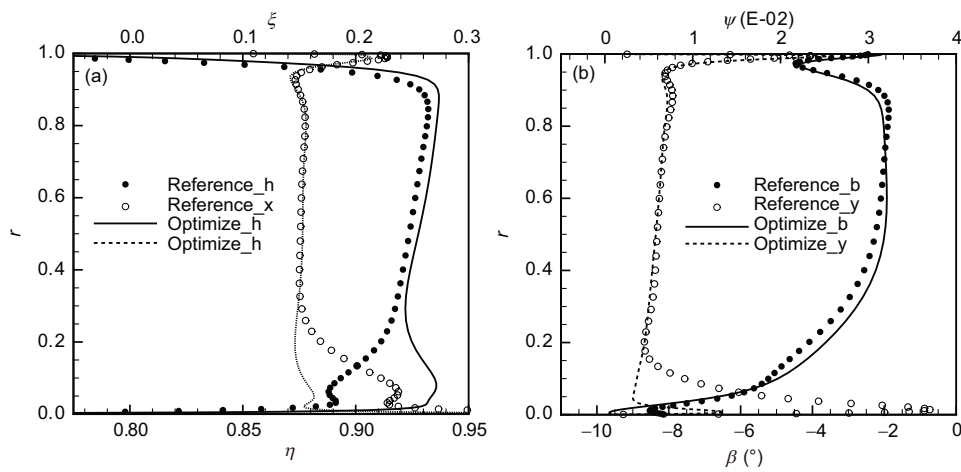 ξ
ψ (E-02)
0.0 0.1 0.2 0.3
0 1 2 3 4
1.0
0.8
0.6
0.4
0.2
0.0
r
(a)
Reference_h
Reference_x
Optimize_h
Optimize_h
0.80 0.85 0.90 0.95
η
1.0
0.8
0.6
0.4
0.2
0.0
r
(b)
Reference_b
Reference_y
Optimize_b
Optimize_y
−10 −8 −6 −4 −2 0
β (°)